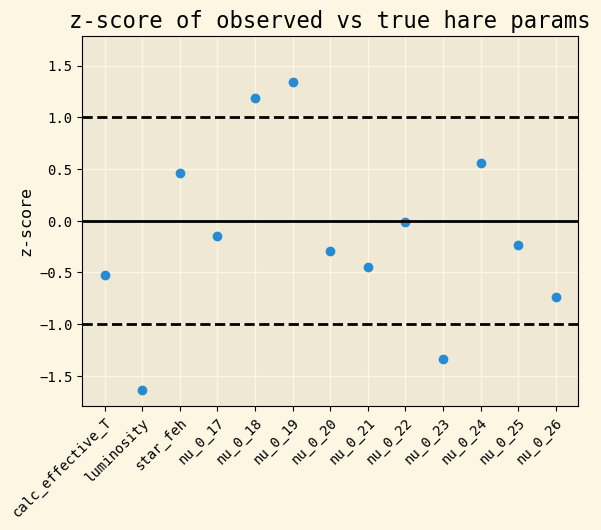 z-score of observed vs true hare params
z-score
1.5
1.0
0.5
0.0
−0.5
−1.0
−1.5
calc_effective_T
luminosity
star_feh
nu_0_17
nu_0_18
nu_0_19
nu_0_20
nu_0_21
nu_0_22
nu_0_23
nu_0_24
nu_0_25
nu_0_26